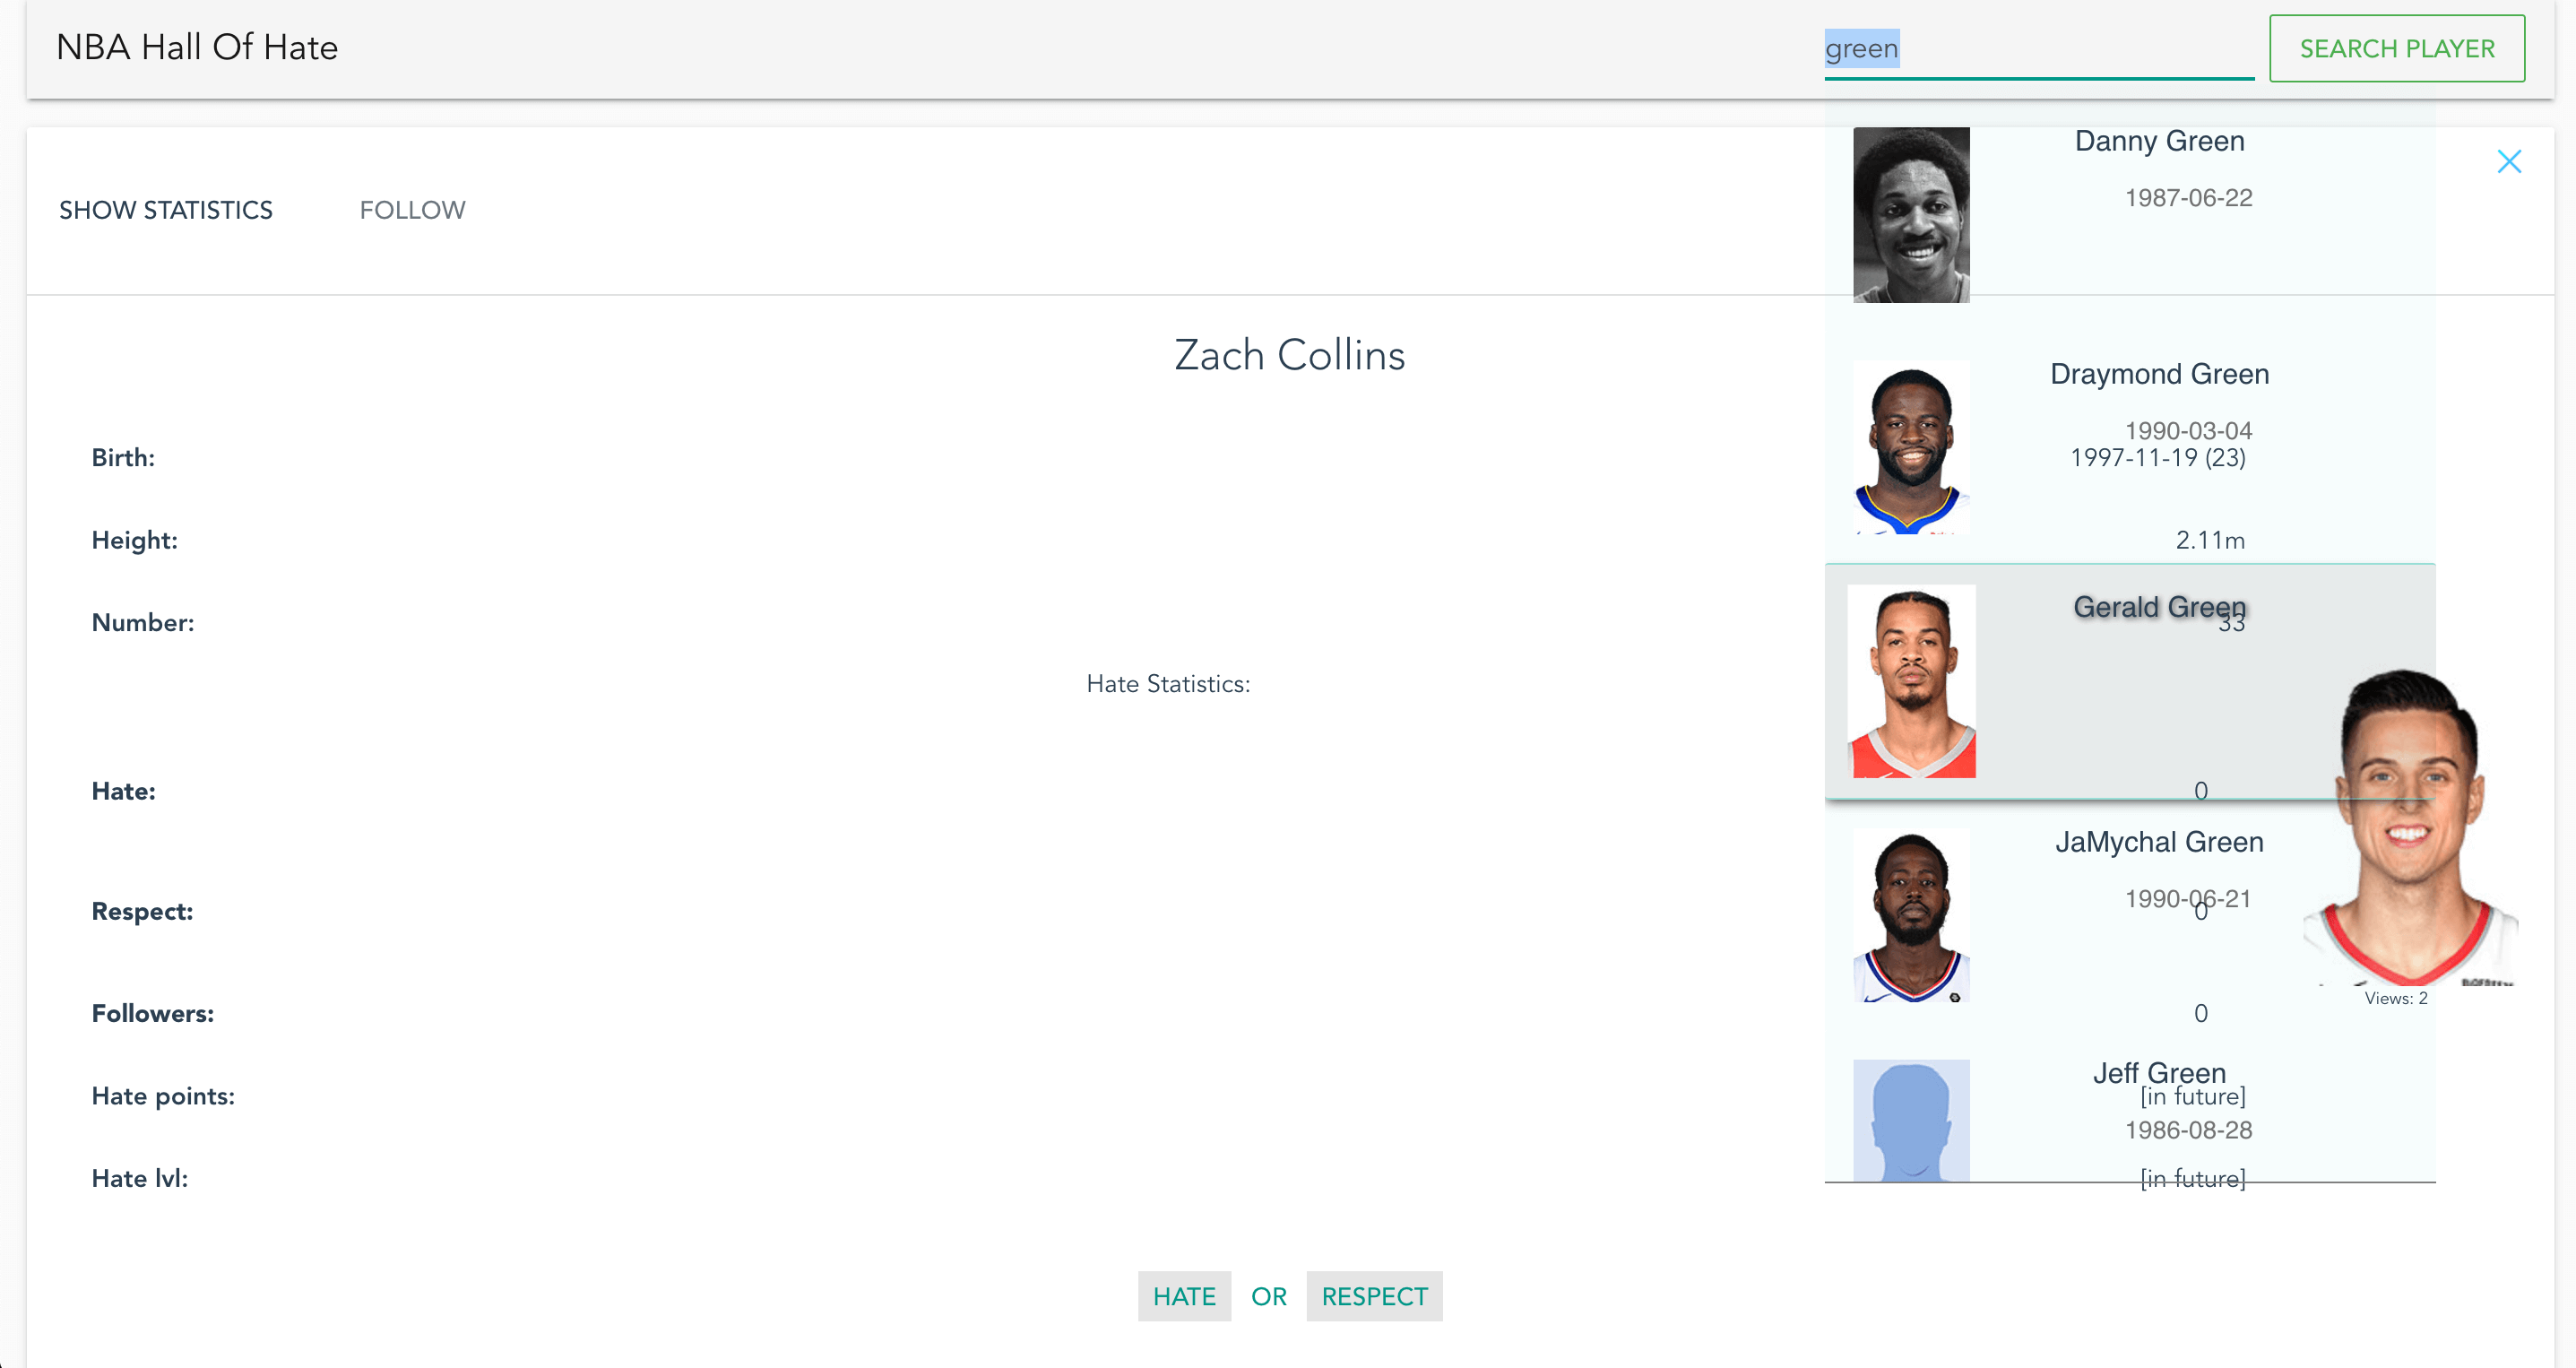 NBA Hall Of Hate
green
SEARCH PLAYER
SHOW STATISTICS
FOLLOW
Danny Green
1987-06-22
Zach Collins
Draymond Green
1990-03-04
Birth:
1997-11-19 (23)
Height:
2.11m
Gerald Green
Number:
33
Hate Statistics:
Hate:
0
JaMychal Green
1990-06-21
Respect:
0
Views: 2
Followers:
0
Jeff Green
Hate points:
[in future]
1986-08-28
Hate lvl:
[in future]
HATE OR RESPECT